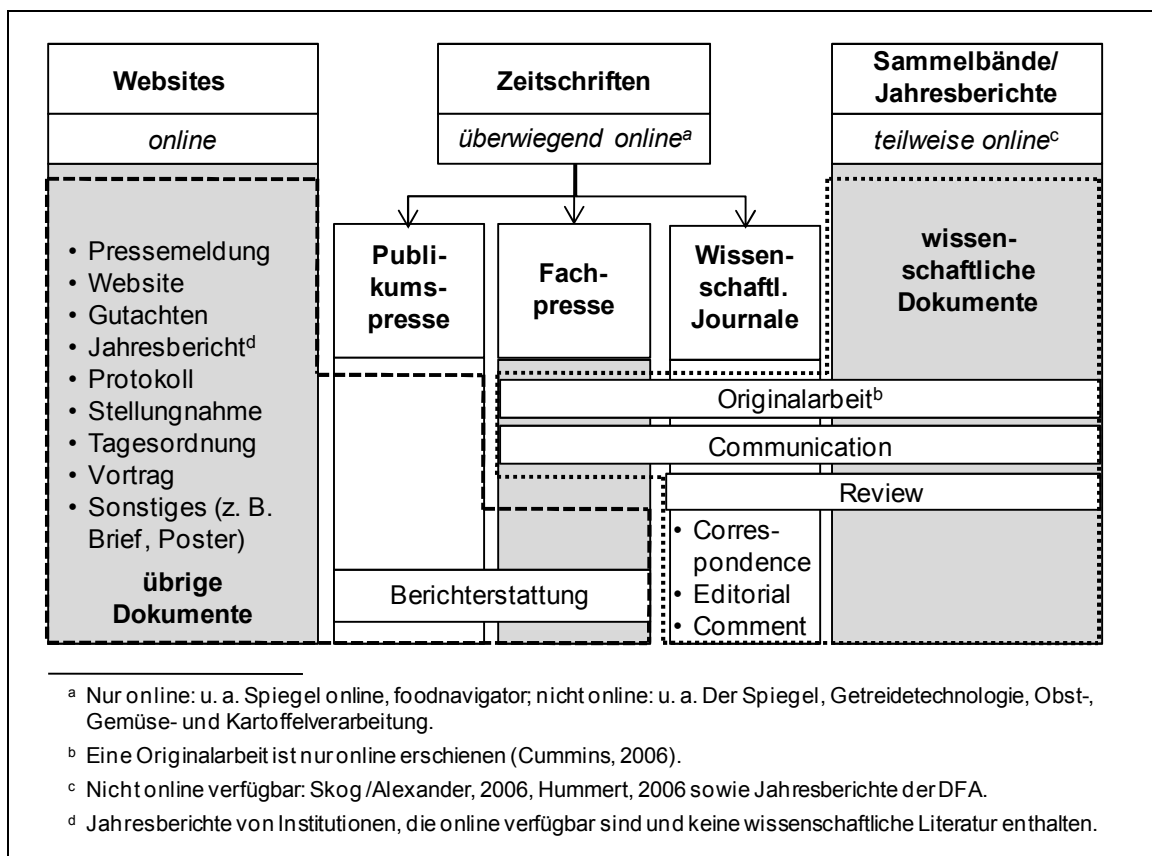 Websites
online
Zeitschriften
überwiegend online^a
Sammelbände/
Jahresberichte
teilweise online^c
• Pressemeldung
• Website
• Gutachten
• Jahresbericht^d
• Protokoll
• Stellungnahme
• Tagesordnung
• Vortrag
• Sonstiges (z. B.
Brief, Poster)
übrige
Dokumente
Publi-
kums-
presse
Fach-
presse
Wissen-
schaftl.
Journale
wissen-
schaftliche
Dokumente
Originalarbeit^b
Communication
Review
• Corres-
pondence
• Editorial
• Comment
Berichterstattung
a Nur online: u. a. Spiegel online, foodnavigator; nicht online: u. a. Der Spiegel, Getreidetechnologie, Obst-,
Gemüse- und Kartoffelverarbeitung.
b Eine Originalarbeit ist nur online erschienen (Cummins, 2006).
c Nicht online verfügbar: Skog /Alexander, 2006, Hummert, 2006 sowie Jahresberichte der DFA.
d Jahresberichte von Institutionen, die online verfügbar sind und keine wissenschaftliche Literatur enthalten.